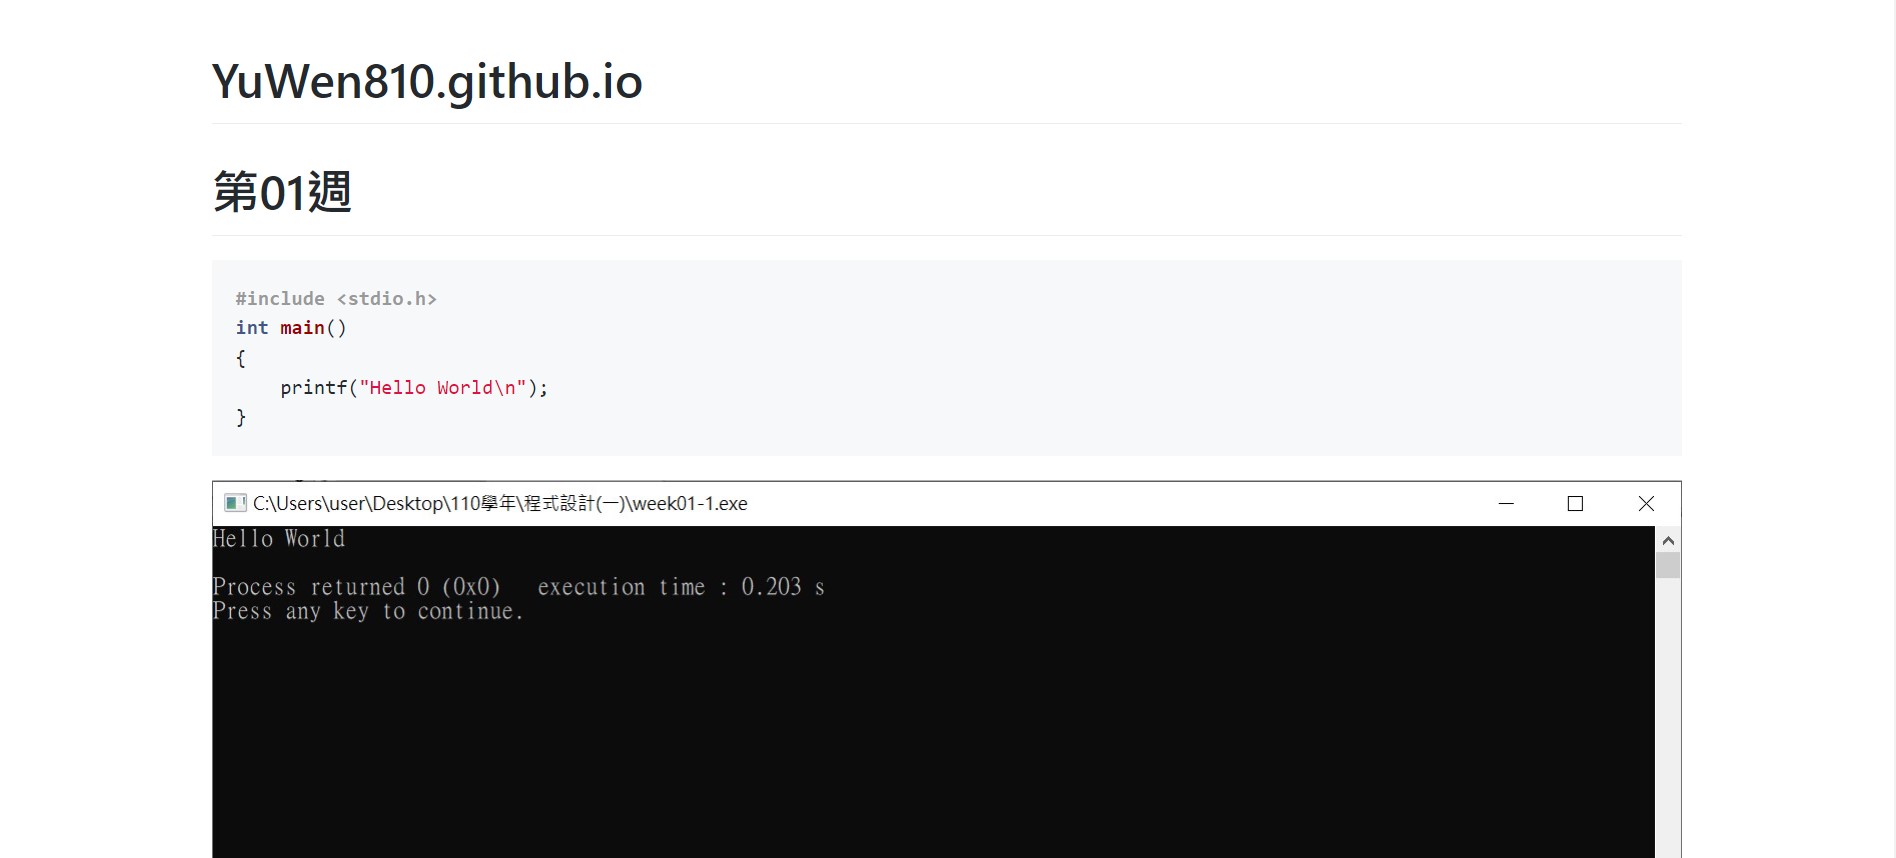 YuWen810.github.io
第01週
#include <stdio.h>
int main()
{
    printf("Hello World\n");
}
C:\Users\user\Desktop\110學年\程式設計(一)\week01-1.exe
Hello World
Process returned 0 (0x0)   execution time : 0.203 s
Press any key to continue.